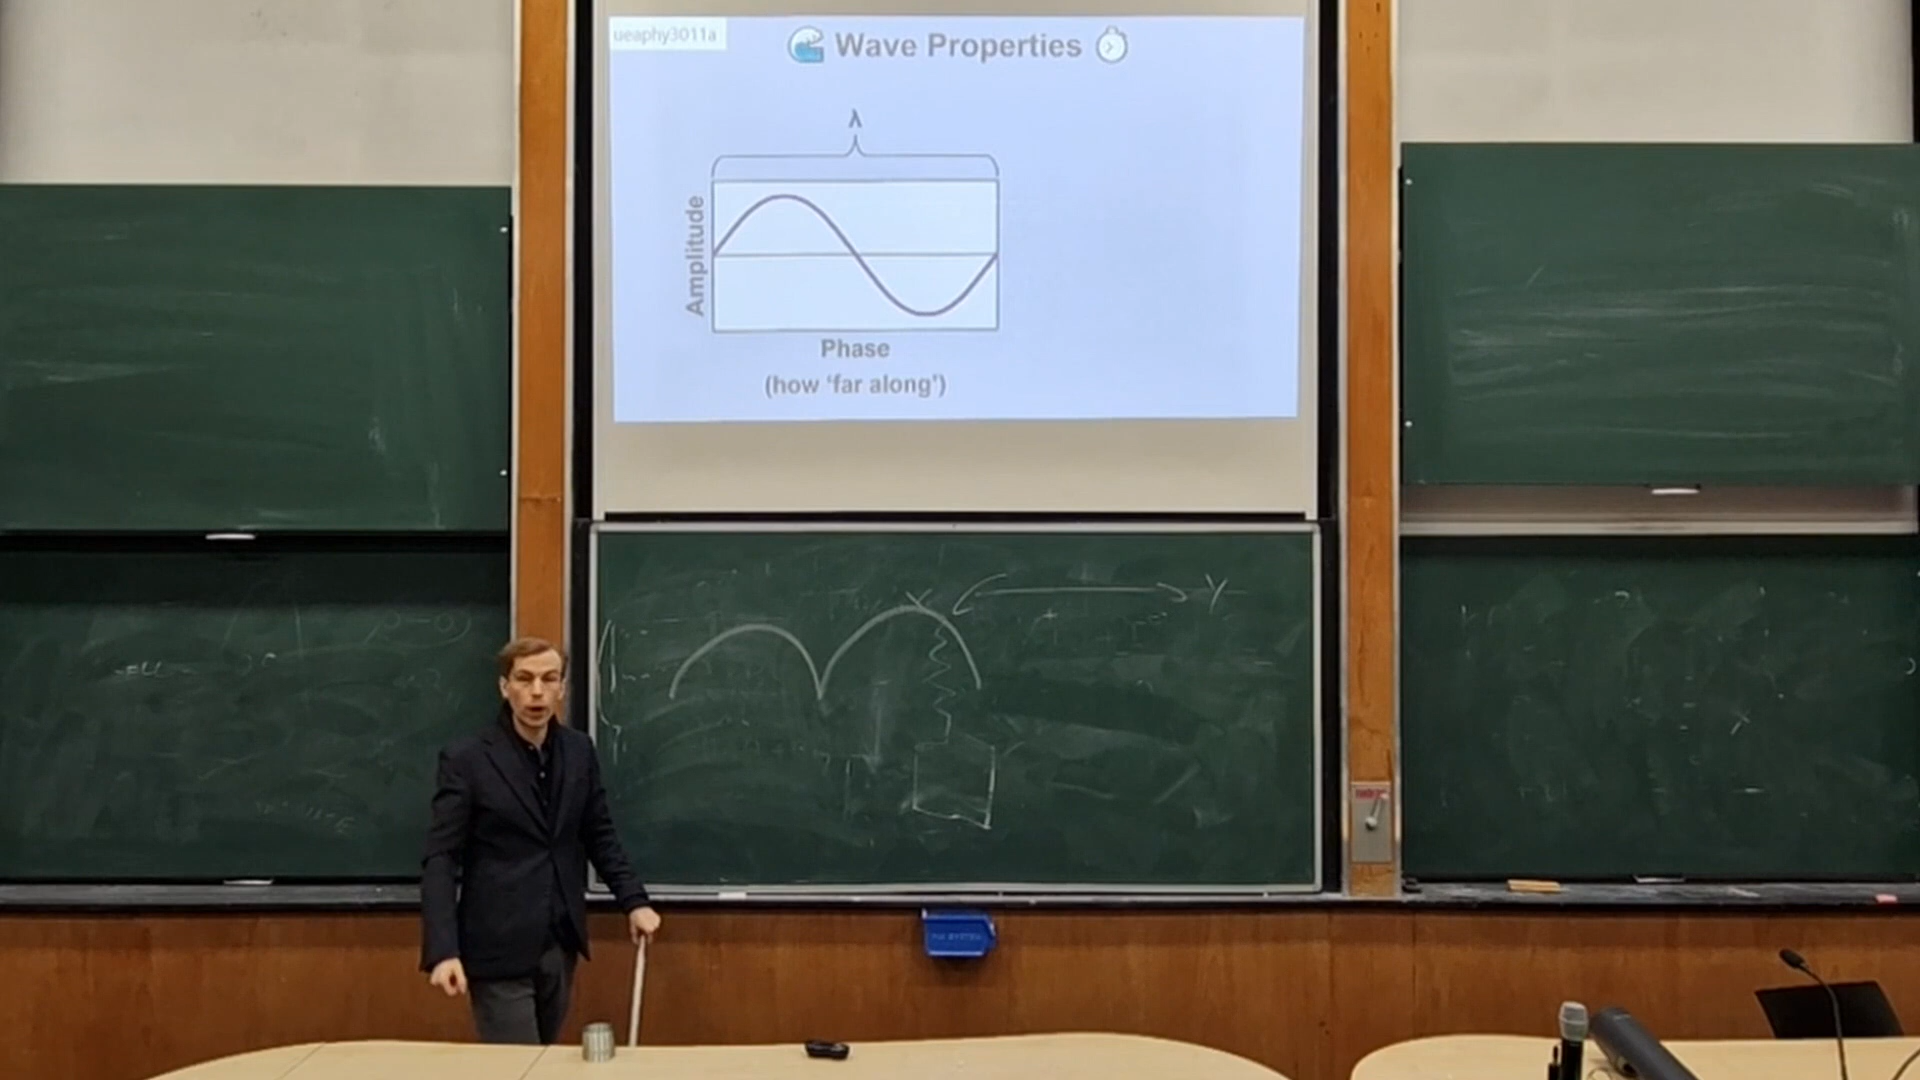 ueaphy3011a
Wave Properties
λ
Amplitude
Phase
(how ‘far along’)
X
Y